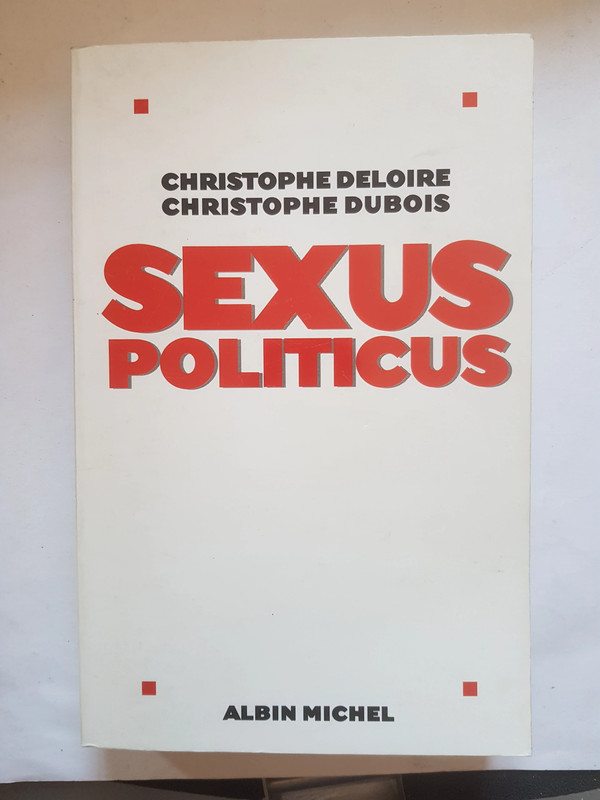 CHRISTOPHE DELOIRE
CHRISTOPHE DUBOIS
SEXUS
POLITICUS
ALBIN MICHEL